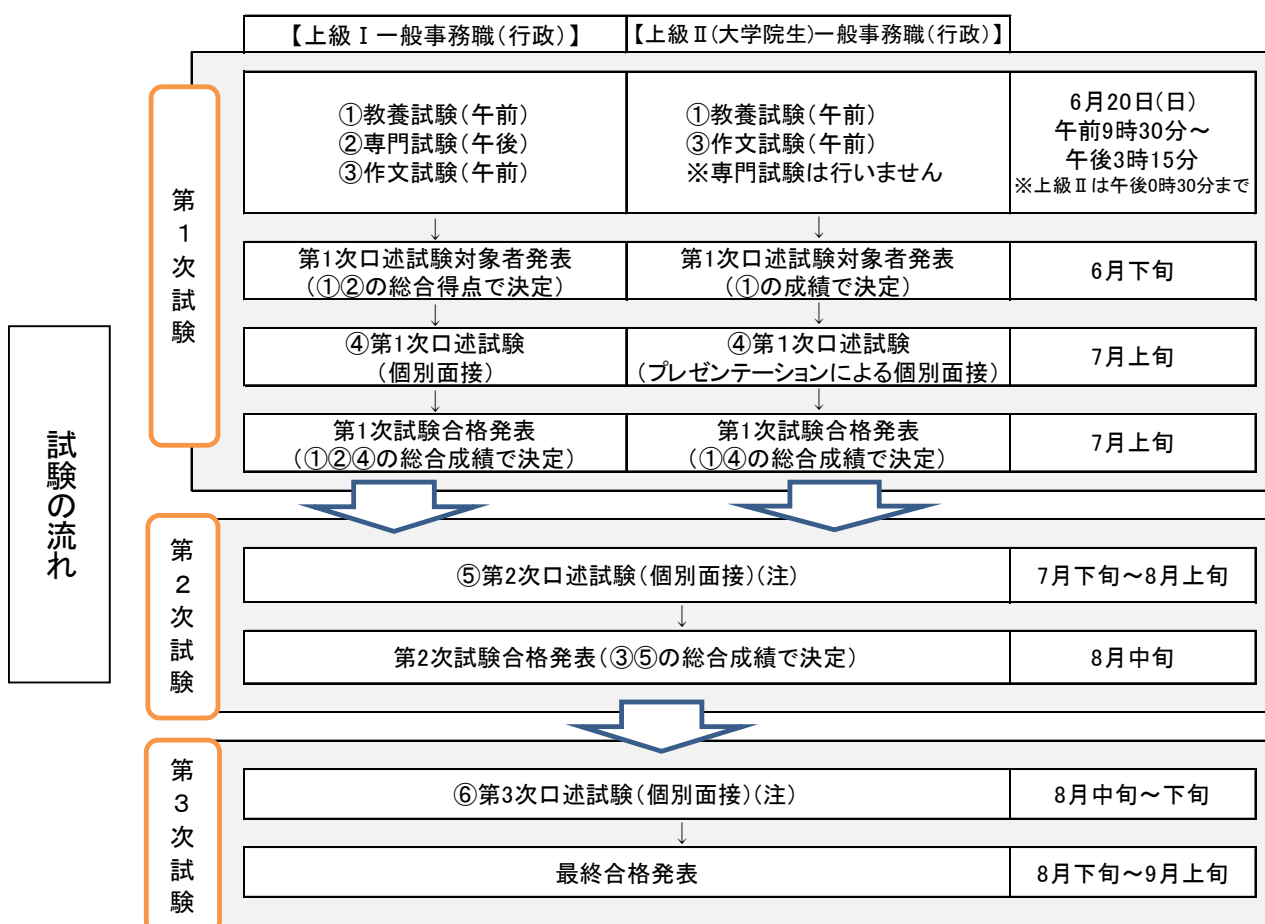 【上級Ⅰ一般事務職(行政)】
【上級Ⅱ(大学院生)一般事務職(行政)】
試験の流れ
第1次試験
①教養試験(午前)
②専門試験(午後)
③作文試験(午前)
①教養試験(午前)
③作文試験(午前)
※専門試験は行いません
6月20日(日)
午前9時30分~
午後3時15分
※上級Ⅱは午後0時30分まで
↓
↓
第1次口述試験対象者発表
(①②の総合得点で決定)
第1次口述試験対象者発表
(①の成績で決定)
6月下旬
↓
↓
④第1次口述試験
(個別面接)
④第1次口述試験
(プレゼンテーションによる個別面接)
7月上旬
↓
↓
第1次試験合格発表
(①②④の総合成績で決定)
第1次試験合格発表
(①④の総合成績で決定)
7月上旬
第2次試験
⑤第2次口述試験(個別面接)(注)
7月下旬~8月上旬
↓
第2次試験合格発表(③⑤の総合成績で決定)
8月中旬
第3次試験
⑥第3次口述試験(個別面接)(注)
8月中旬~下旬
↓
最終合格発表
8月下旬~9月上旬